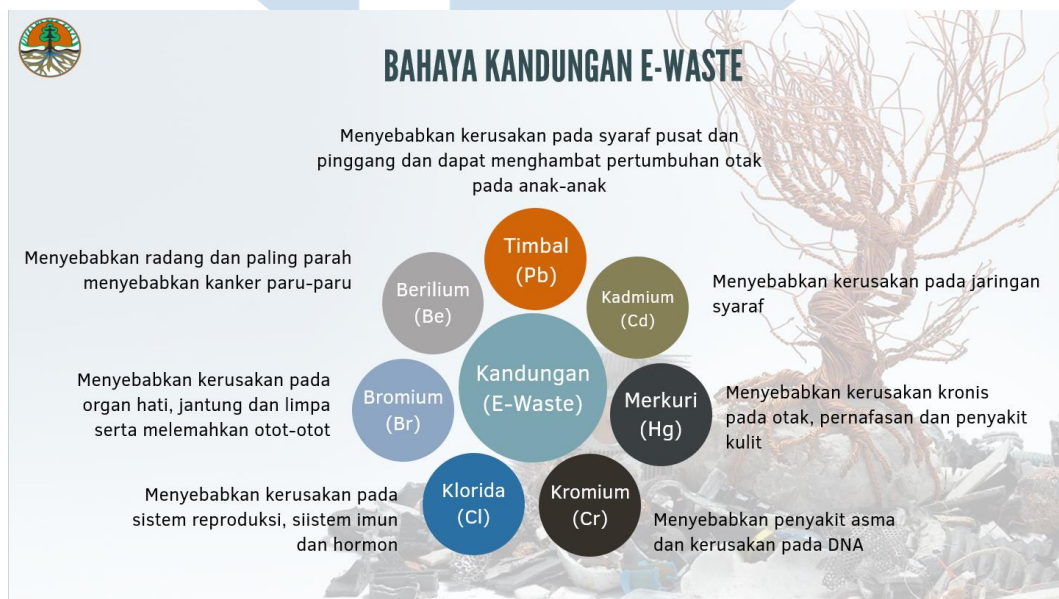 BAHAYA KANDUNGAN E-WASTE
Menyebabkan kerusakan pada syaraf pusat dan
pinggang dan dapat menghambat pertumbuhan otak
pada anak-anak
Timbal
(Pb)
Menyebabkan radang dan paling parah
menyebabkan kanker paru-paru
Berilium
(Be)
Kadmium
(Cd)
Menyebabkan kerusakan pada jaringan
syaraf
Kandungan
(E-Waste)
Menyebabkan kerusakan pada
organ hati, jantung dan limpa
serta melemahkan otot-otot
Bromium
(Br)
Merkuri
(Hg)
Menyebabkan kerusakan kronis
pada otak, pernafasan dan penyakit
kulit
Menyebabkan kerusakan pada
sistem reproduksi, siistem imun
dan hormon
Klorida
(Cl)
Kromium
(Cr)
Menyebabkan penyakit asma
dan kerusakan pada DNA